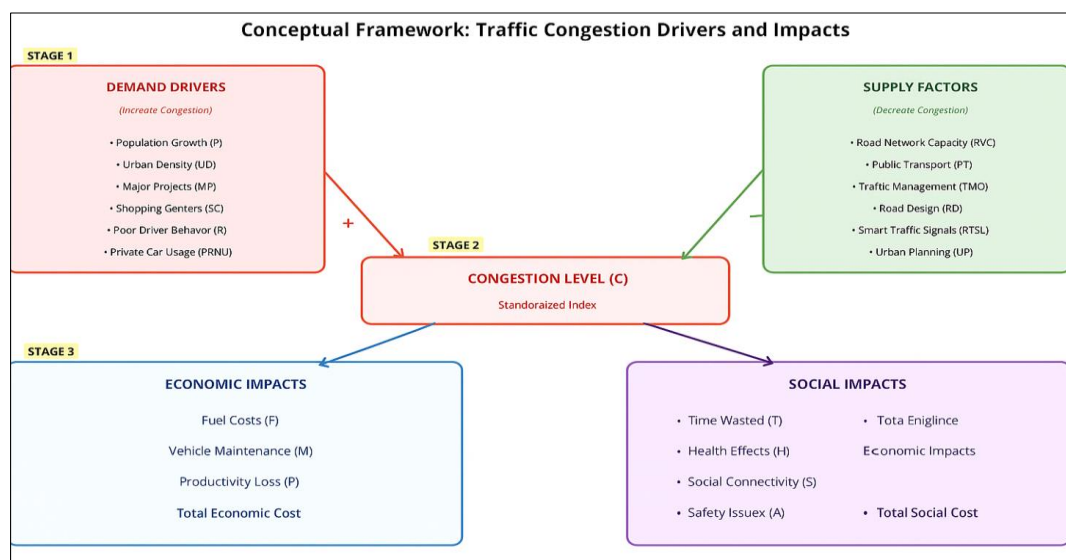 Conceptual Framework: Traffic Congestion Drivers and Impacts
STAGE 1
DEMAND DRIVERS
(Increate Congestion)
• Population Growth (P)
• Urban Density (UD)
• Major Projects (MP)
• Shopping Genters (SC)
• Poor Driver Behavior (R)
• Private Car Usage (PRNU)
SUPPLY FACTORS
(Decreate Congestion)
• Road Network Capacity (RVC)
• Public Transport (PT)
• Traftic Management (TMO)
• Road Design (RD)
• Smart Traffic Signals (RTSL)
• Urban Planning (UP)
+
STAGE 2
CONGESTION LEVEL (C)
Standoraized Index
STAGE 3
ECONOMIC IMPACTS
Fuel Costs (F)
Vehicle Maintenance (M)
Productivity Loss (P)
Total Economic Cost
SOCIAL IMPACTS
• Time Wasted (T)
• Health Effects (H)
• Social Connectivity (S)
• Safety Issuex (A)
• Tota Eniglince
Economic Impacts
• Total Social Cost